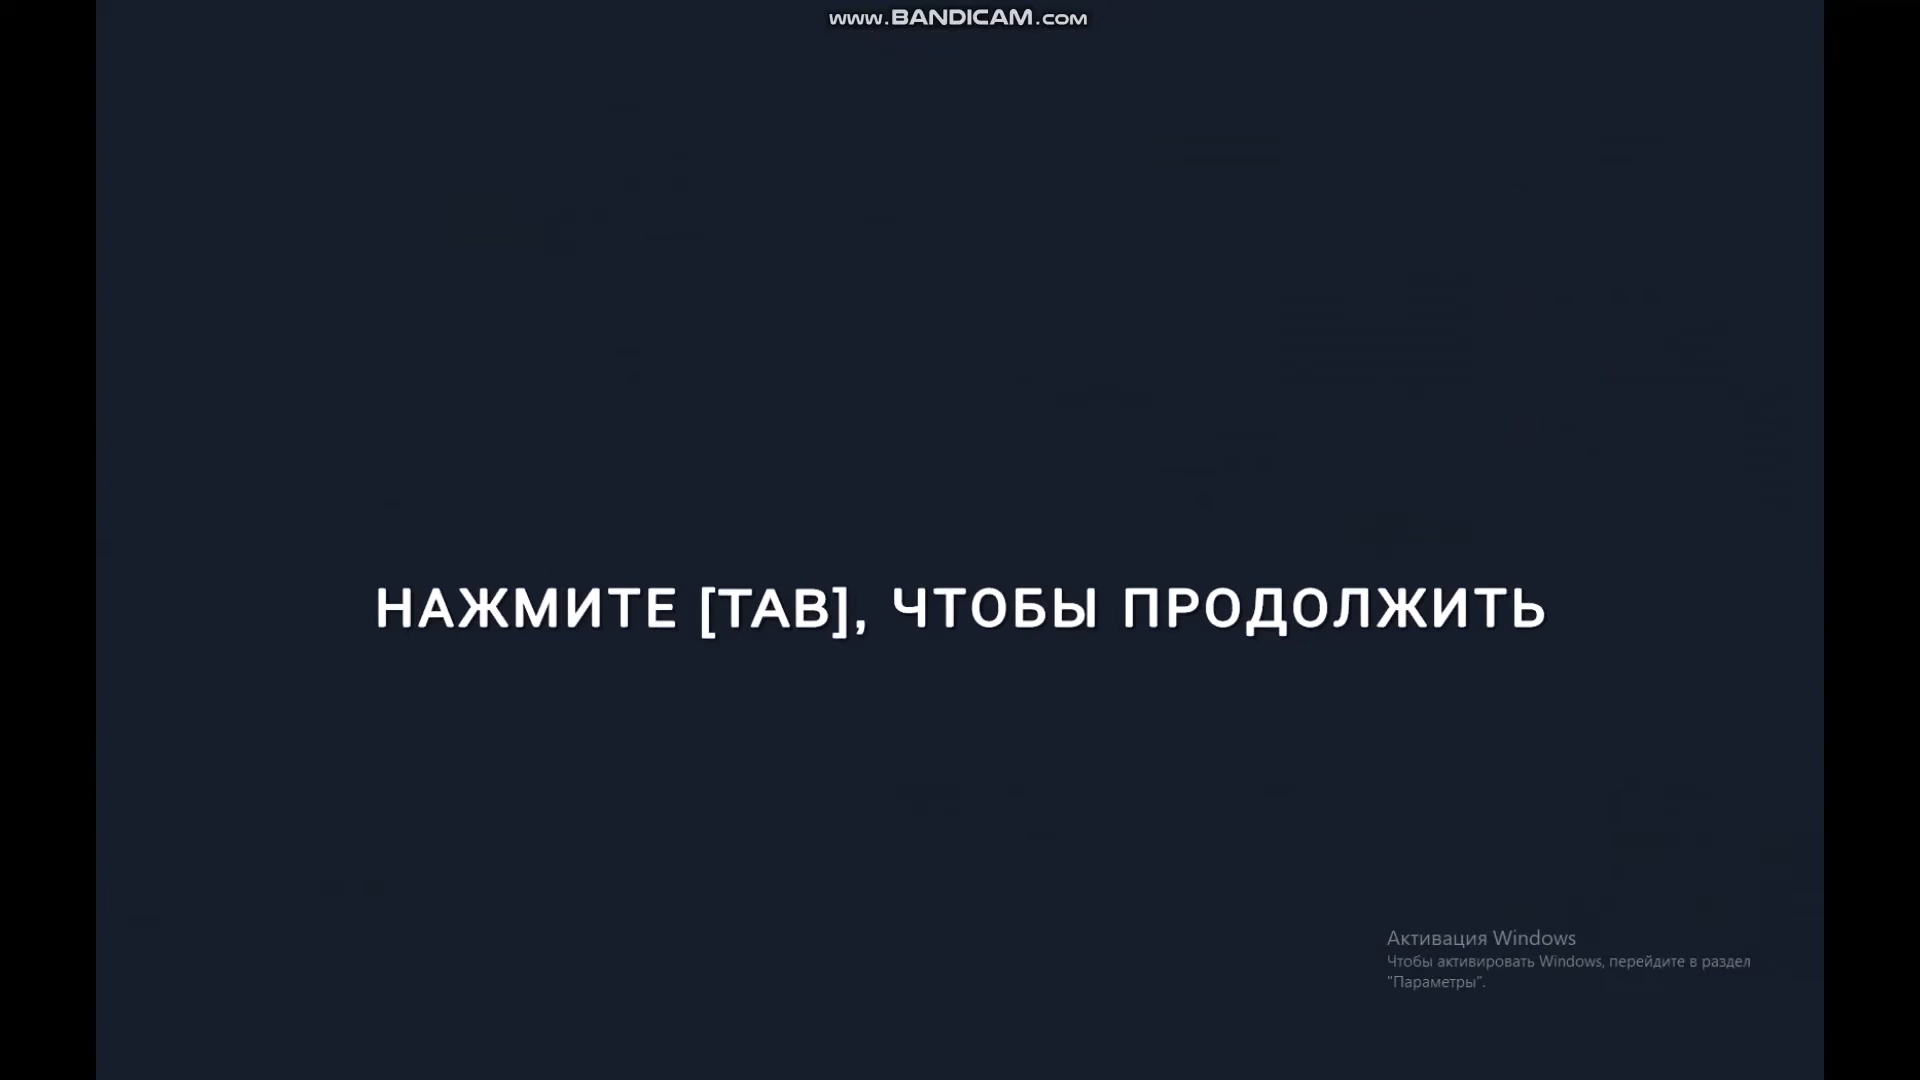 www.BANDICAM.com
НАЖМИТЕ [TAB], ЧТОБЫ ПРОДОЛЖИТЬ
Активация Windows
Чтобы активировать Windows, перейдите в раздел
"Параметры".